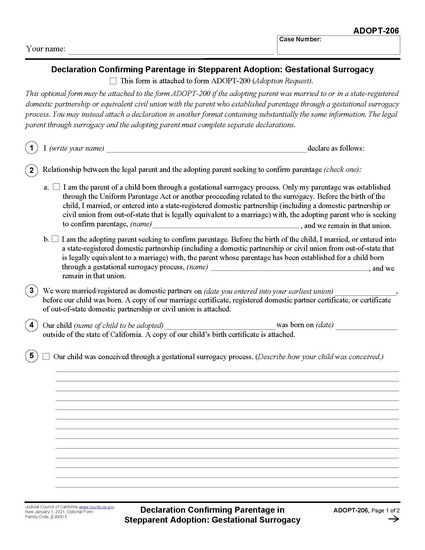 ADOPT-206
Case Number:
Your name:
Declaration Confirming Parentage in Stepparent Adoption: Gestational Surrogacy
This form is attached to form ADOPT-200 (Adoption Request).
This optional form may be attached to the form ADOPT-200 if the adopting parent was married to or in a state-registered
domestic partnership or equivalent civil union with the parent who established parentage through a gestational surrogacy
process. You may instead attach a declaration in another format containing substantially the same information. The legal
parent through surrogacy and the adopting parent must complete separate declarations.
1 I (write your name) declare as follows:
2 Relationship between the legal parent and the adopting parent seeking to confirm parentage (check one):
a. I am the parent of a child born through a gestational surrogacy process. Only my parentage was established
through the Uniform Parentage Act or another proceeding related to the surrogacy. Before the birth of the
child, I married, or entered into a state-registered domestic partnership (including a domestic partnership or
civil union from out-of-state that is legally equivalent to a marriage) with, the adopting parent who is seeking
to confirm parentage, (name) , and we remain in that union.
b. I am the adopting parent seeking to confirm parentage. Before the birth of the child, I married, or entered into
a state-registered domestic partnership (including a domestic partnership or civil union from out-of-state that
is legally equivalent to a marriage) with, the parent whose parentage has been established for a child born
through a gestational surrogacy process, (name) , and we
remain in that union.
3 We were married/registered as domestic partners on (date you entered into your earliest union) ,
before our child was born. A copy of our marriage certificate, registered domestic partner certificate, or certificate
of out-of-state domestic partnership or civil union is attached.
4 Our child (name of child to be adopted) was born on (date)
outside of the state of California. A copy of our child's birth certificate is attached.
5 Our child was conceived through a gestational surrogacy process. (Describe how your child was conceived.)
Judicial Council of California, www.courts.ca.gov
New January 1, 2021, Optional Form
Family Code, § 9000.5
Declaration Confirming Parentage in
Stepparent Adoption: Gestational Surrogacy
ADOPT-206, Page 1 of 2